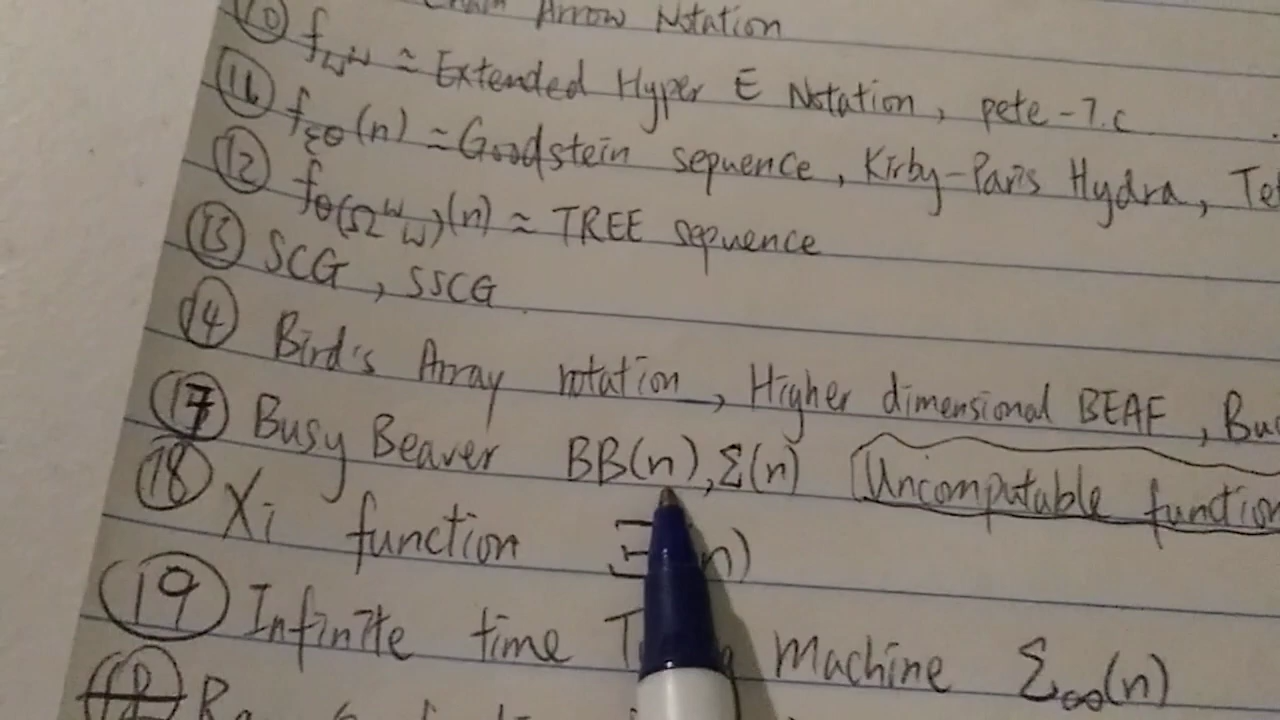 Arrow Notation
⑩ f_ω^ω ≈ Extended Hyper E Notation, pete-7.c
⑪ f_ε0(n) ≈ Goodstein sequence, Kirby-Paris Hydra,
⑫ f_θ(Ω^ω ω)(n) ≈ TREE sequence
⑬ SCG, SSCG
⑭ Bird's Array notation, Higher dimensional BEAF,
⑰ Busy Beaver BB(n), Σ(n) Uncomputable function
⑱ Xi function Ξ(n)
⑲ Infinite time machine Σ∞(n)